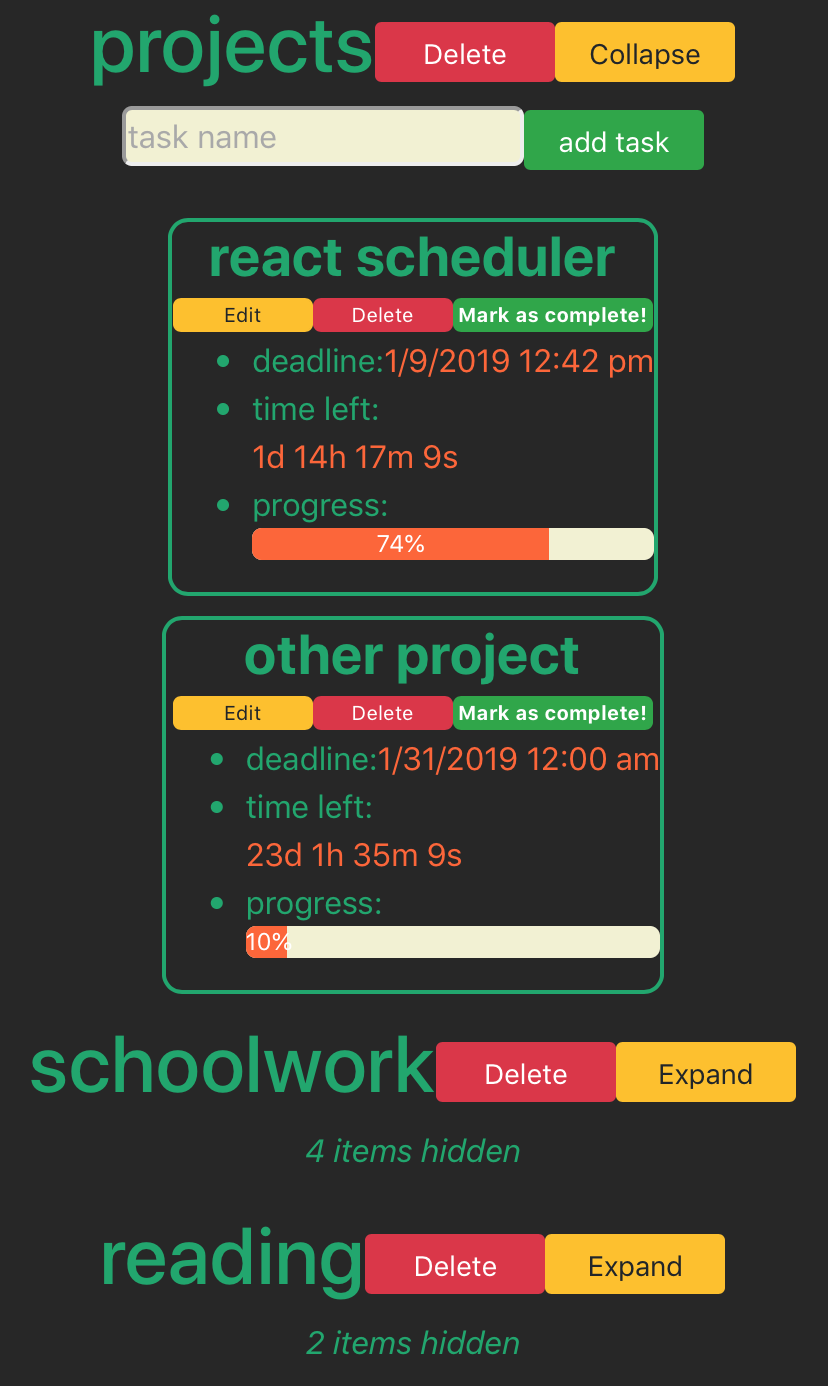 projects Delete Collapse
task name add task
react scheduler
Edit Delete Mark as complete!
deadline:1/9/2019 12:42 pm
time left:
1d 14h 17m 9s
progress:
74%
other project
Edit Delete Mark as complete!
deadline:1/31/2019 12:00 am
time left:
23d 1h 35m 9s
progress:
10%
schoolwork Delete Expand
4 items hidden
reading Delete Expand
2 items hidden